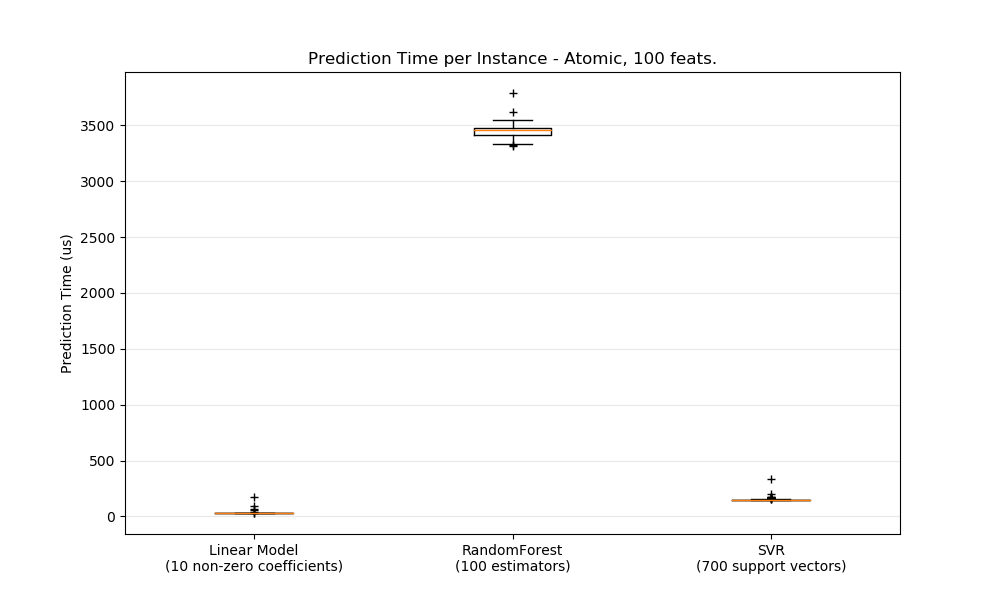 Prediction Time per Instance - Atomic, 100 feats.
Prediction Time (us)
3500
3000
2500
2000
1500
1000
500
0
Linear Model
(10 non-zero coefficients)
RandomForest
(100 estimators)
SVR
(700 support vectors)